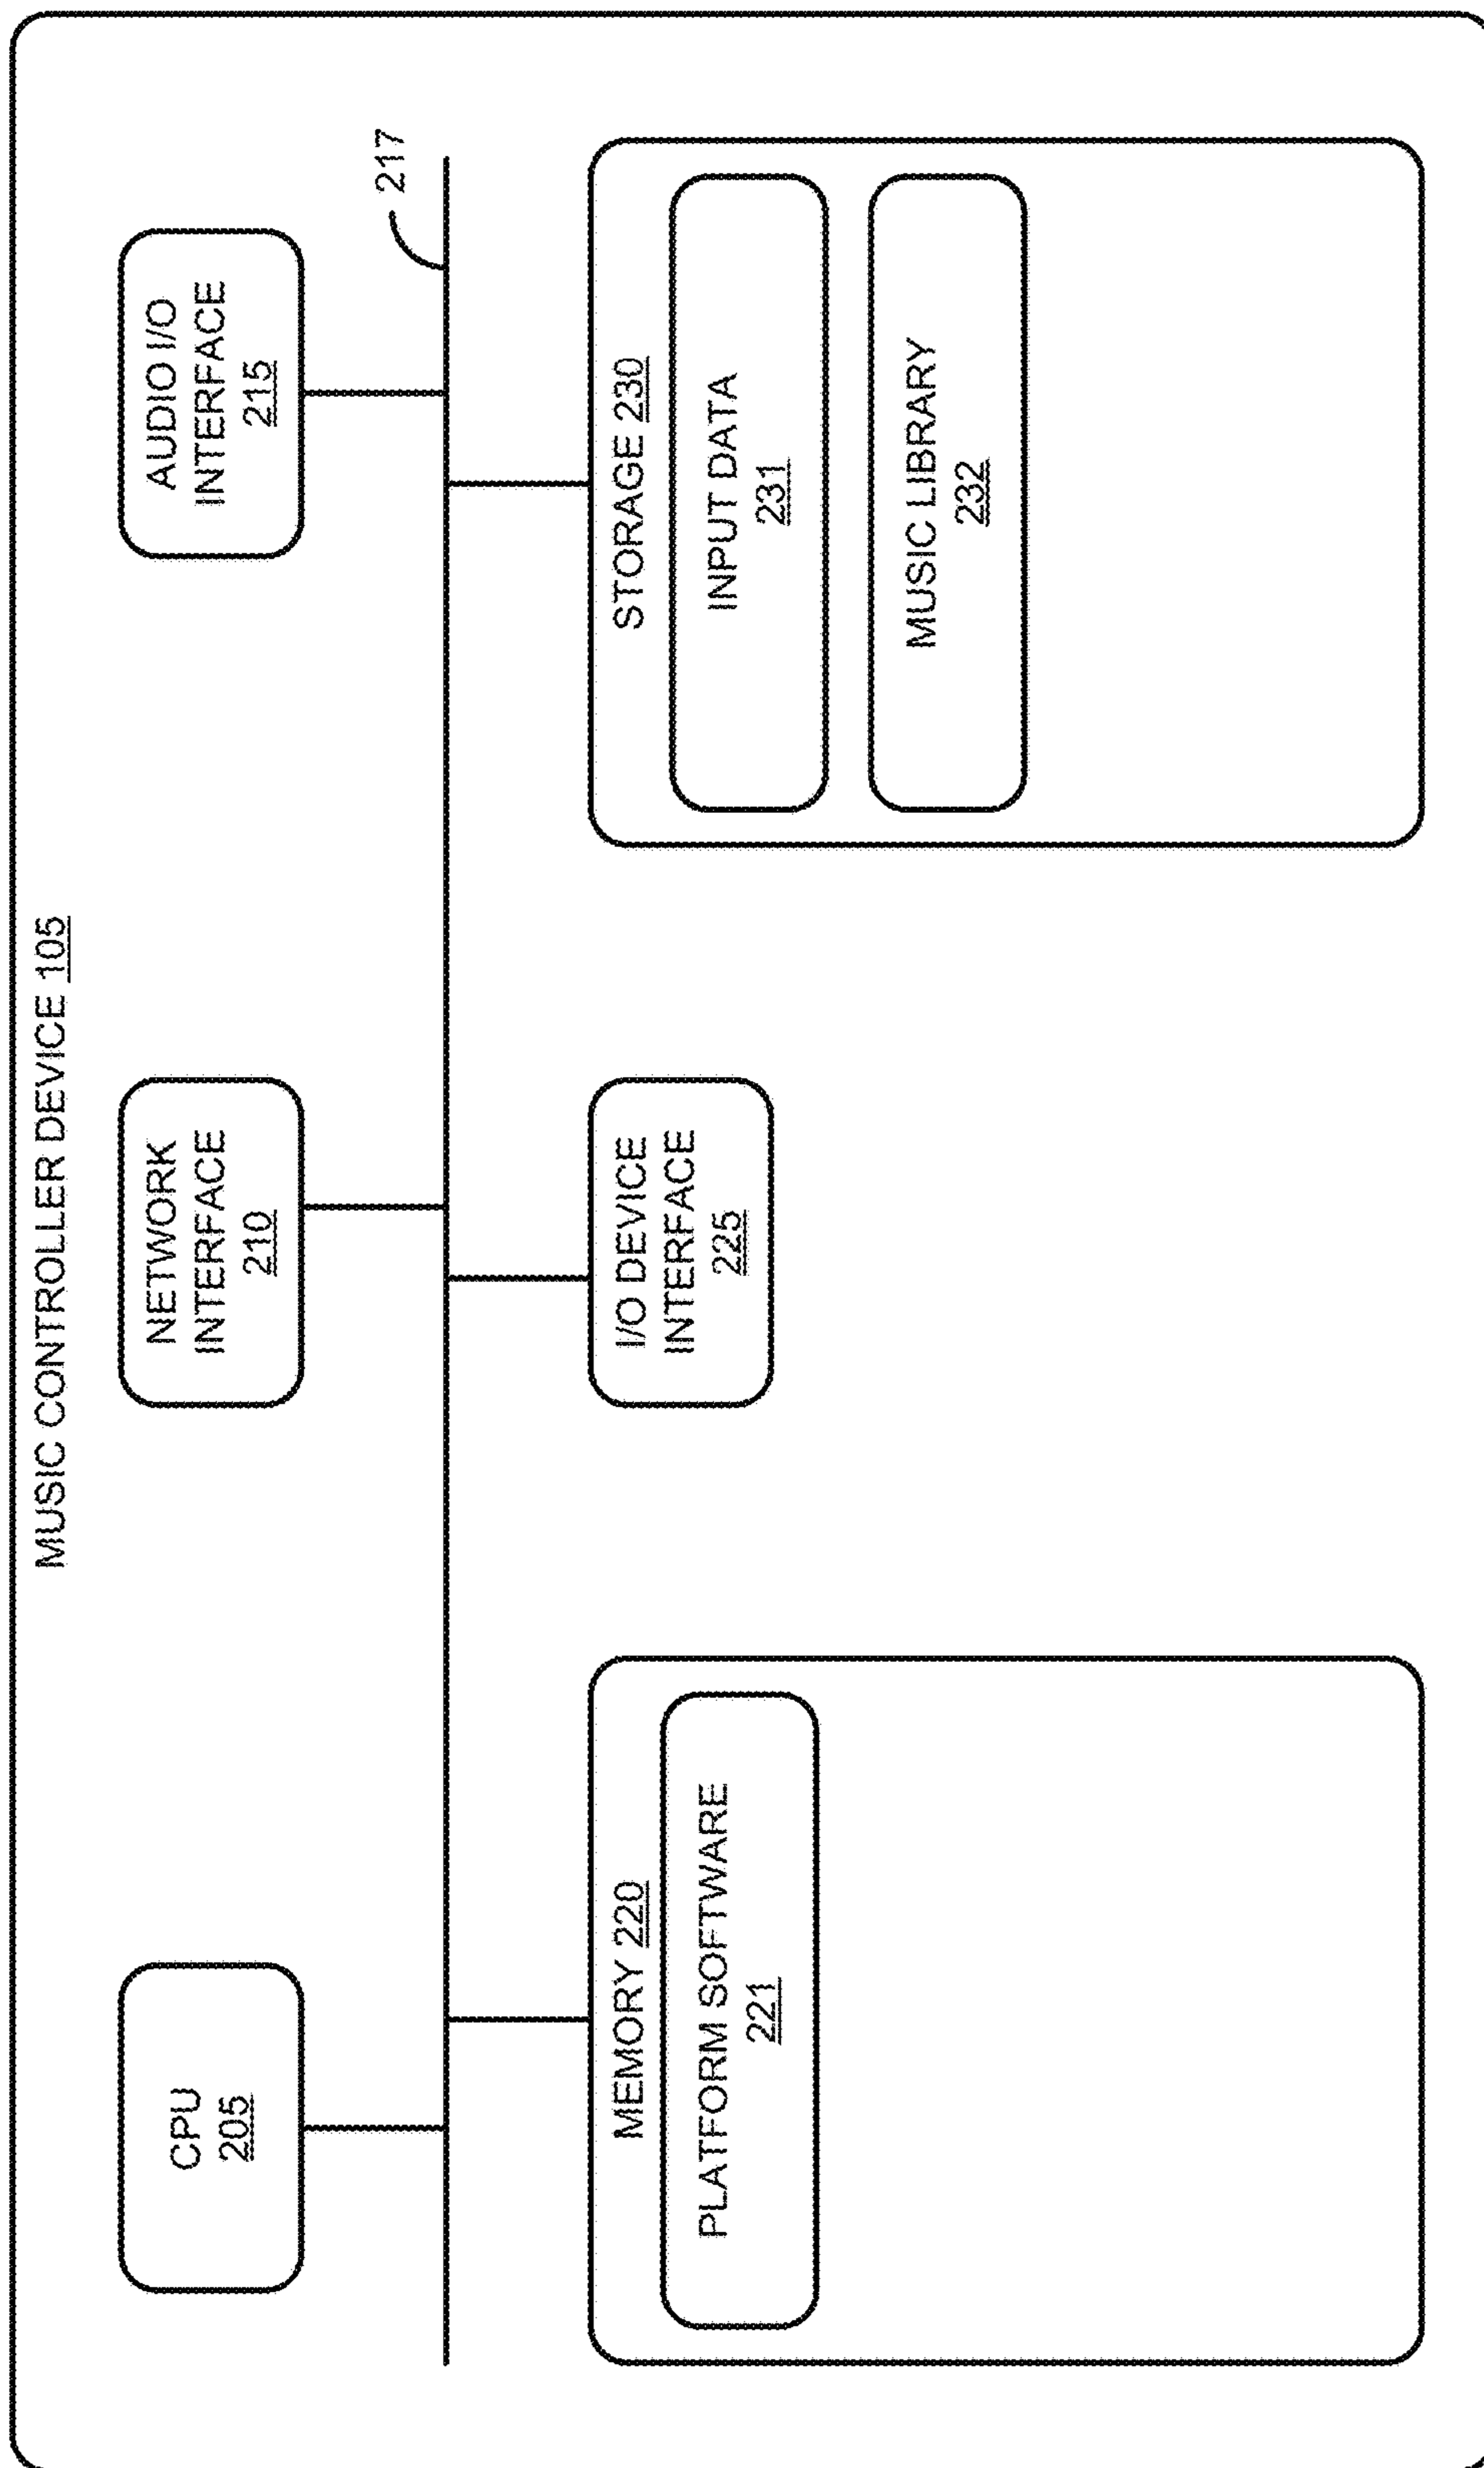 MUSIC CONTROLLER DEVICE 105
CPU
205
NETWORK
INTERFACE
210
AUDIO I/O
INTERFACE
215
217
MEMORY 220
PLATFORM SOFTWARE
221
I/O DEVICE
INTERFACE
225
STORAGE 230
INPUT DATA
231
MUSIC LIBRARY
232